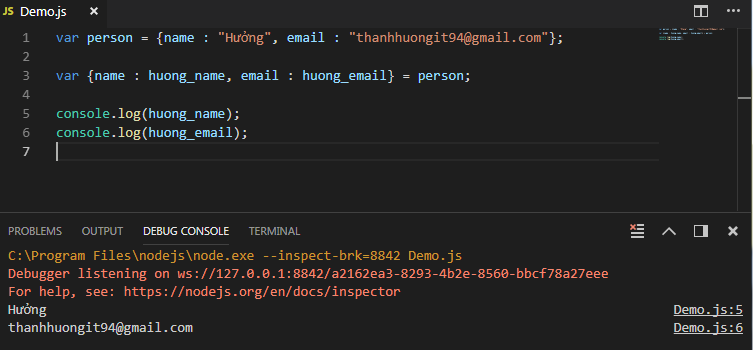 JS Demo.js ×
1 var person = {name : "Hưởng", email : "thanhhuongit94@gmail.com"};
2
3 var {name : huong_name, email : huong_email} = person;
4
5 console.log(huong_name);
6 console.log(huong_email);
7
PROBLEMS OUTPUT DEBUG CONSOLE TERMINAL
C:\Program Files\nodejs\node.exe --inspect-brk=8842 Demo.js
Debugger listening on ws://127.0.0.1:8842/a2162ea3-8293-4b2e-8560-bbcf78a27eee
For help, see: https://nodejs.org/en/docs/inspector
Hưởng Demo.js:5
thanhhuongit94@gmail.com Demo.js:6